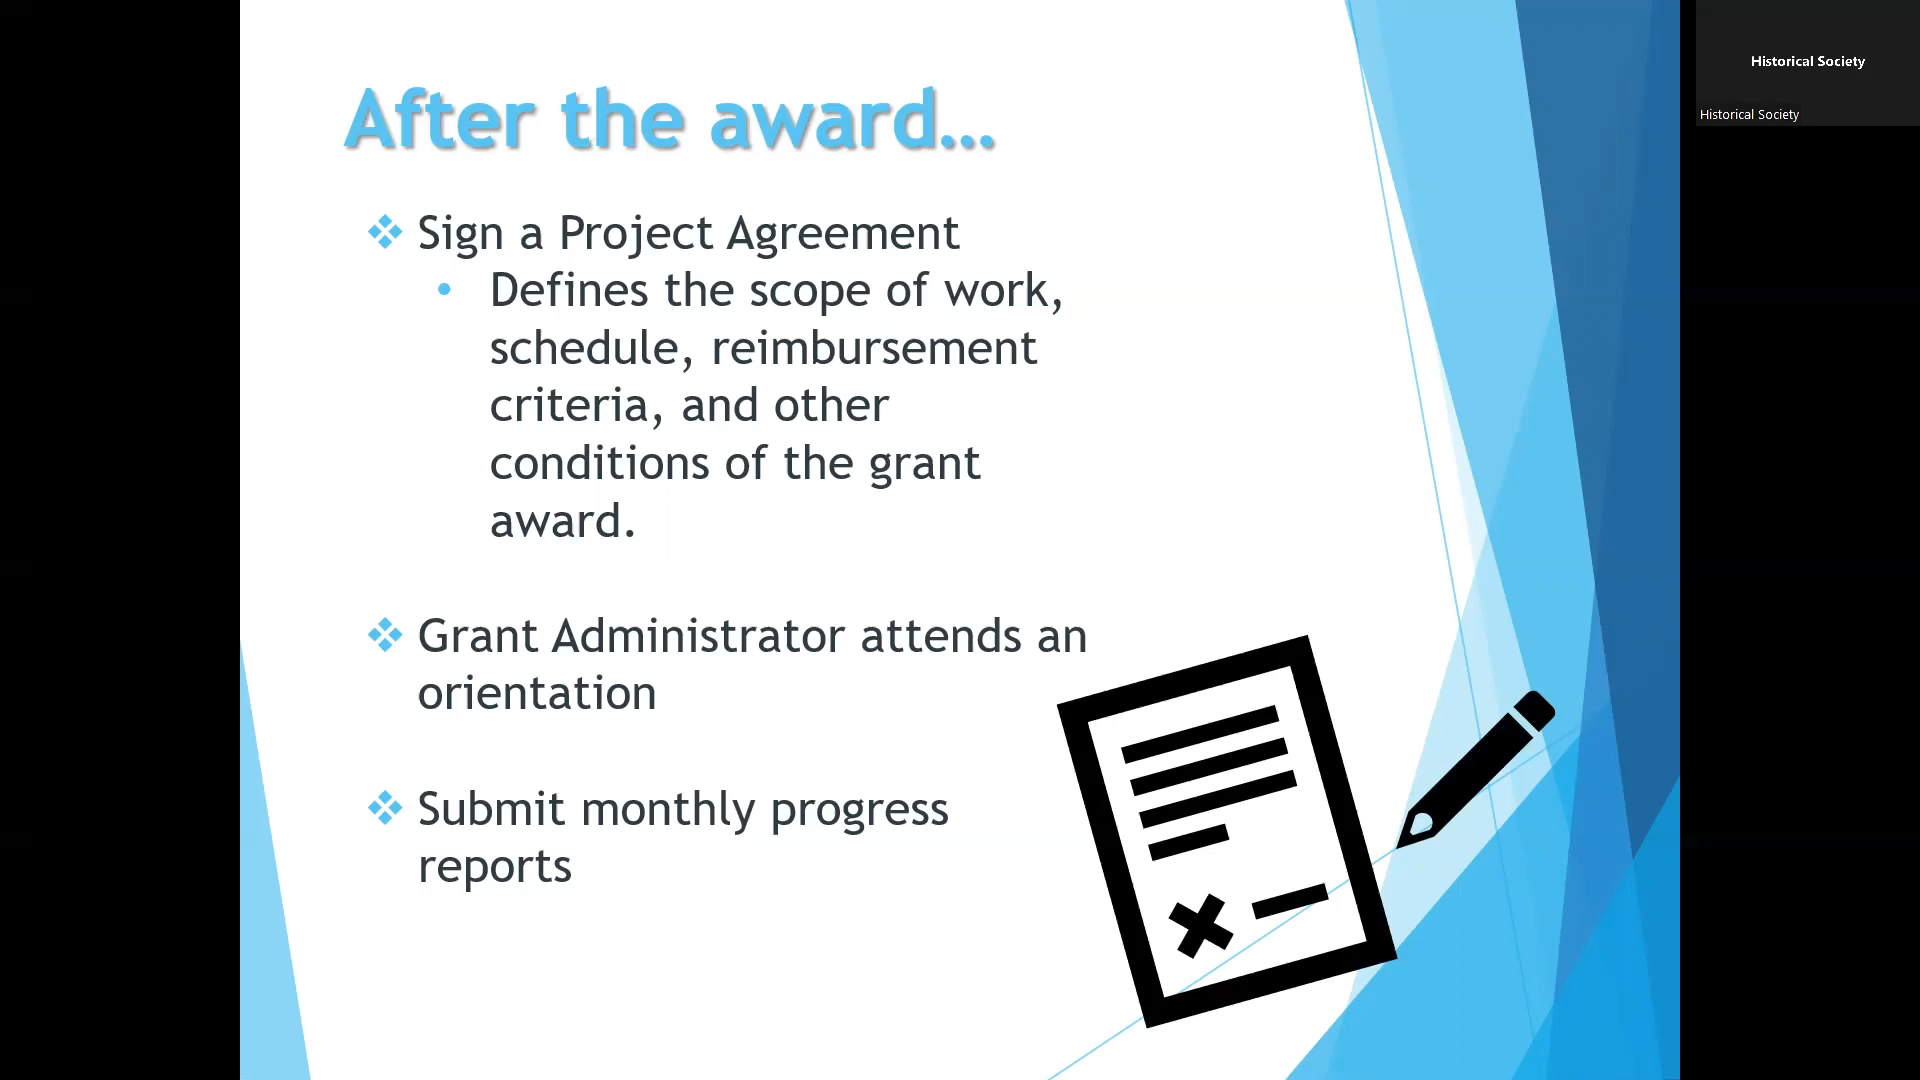 After the award…
❖ Sign a Project Agreement
• Defines the scope of work,
schedule, reimbursement
criteria, and other
conditions of the grant
award.
❖ Grant Administrator attends an
orientation
❖ Submit monthly progress
reports
Historical Society
Historical Society